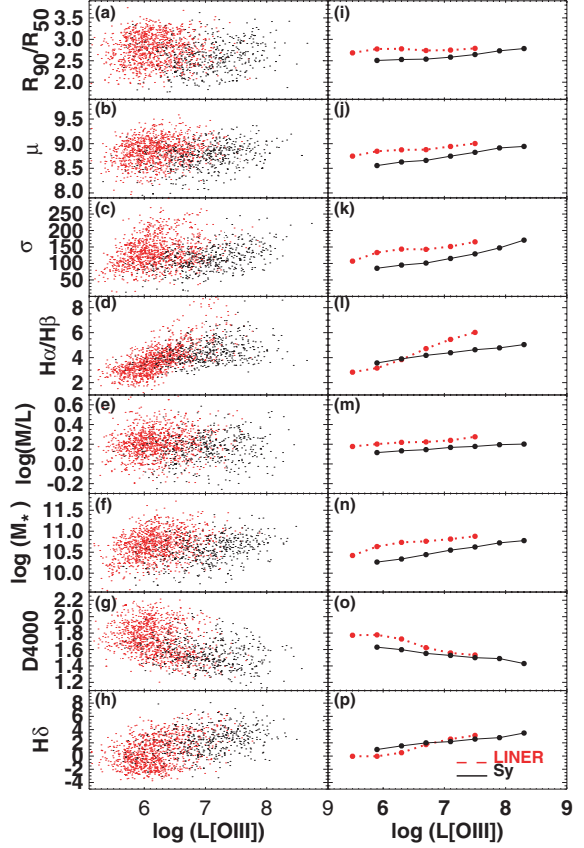 (a)
(i)
R90/R50
3.5
3.0
2.5
2.0
(b)
(j)
μ
9.5
9.0
8.5
8.0
(c)
(k)
σ
250
200
150
100
50
(d)
(l)
Hα/Hβ
8
6
4
2
(e)
(m)
log(M/L)
0.6
0.4
0.2
0.0
-0.2
(f)
(n)
log (M*)
11.5
11.0
10.5
10.0
(g)
(o)
D4000
2.2
2.0
1.8
1.6
1.4
1.2
(h)
(p)
Hδ
8
6
4
2
0
-2
-4
LINER
Sy
6 7 8 9 5 6 7 8 9
log (L[OIII])
log (L[OIII])